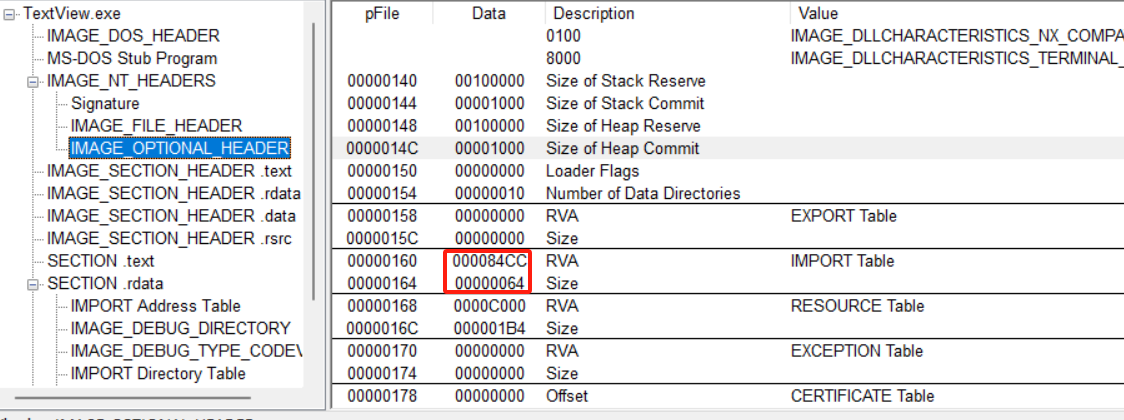 TextView.exe
IMAGE_DOS_HEADER
MS-DOS Stub Program
IMAGE_NT_HEADERS
Signature
IMAGE_FILE_HEADER
IMAGE_OPTIONAL_HEADER
IMAGE_SECTION_HEADER .text
IMAGE_SECTION_HEADER .rdata
IMAGE_SECTION_HEADER .data
IMAGE_SECTION_HEADER .rsrc
SECTION .text
SECTION .rdata
IMPORT Address Table
IMAGE_DEBUG_DIRECTORY
IMAGE_DEBUG_TYPE_CODEV
IMPORT Directory Table
pFile Data Description Value
0100 IMAGE_DLLCHARACTERISTICS_NX_COMPA
8000 IMAGE_DLLCHARACTERISTICS_TERMINAL_
00000140 00100000 Size of Stack Reserve
00000144 00001000 Size of Stack Commit
00000148 00100000 Size of Heap Reserve
0000014C 00001000 Size of Heap Commit
00000150 00000000 Loader Flags
00000154 00000010 Number of Data Directories
00000158 00000000 RVA EXPORT Table
0000015C 00000000 Size
00000160 000084CC RVA IMPORT Table
00000164 00000064 Size
00000168 0000C000 RVA RESOURCE Table
0000016C 000001B4 Size
00000170 00000000 RVA EXCEPTION Table
00000174 00000000 Size
00000178 00000000 Offset CERTIFICATE Table